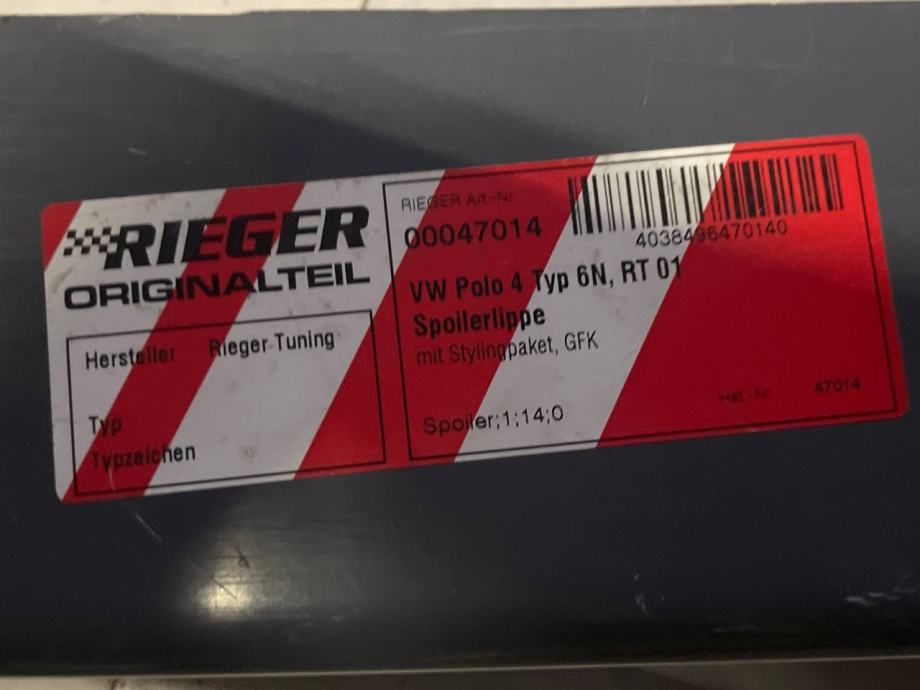 RIEGER
ORIGINALTEIL
Hersteller Rieger Tuning
Typ
Typzeichen
RIEGER Art.-Nr
00047014
4038496470140
VW Polo 4 Typ 6N, RT 01
Spoilerlippe
mit Stylingpaket, GFK
Spoiler;1;14;0
Hst.-Nr 47014